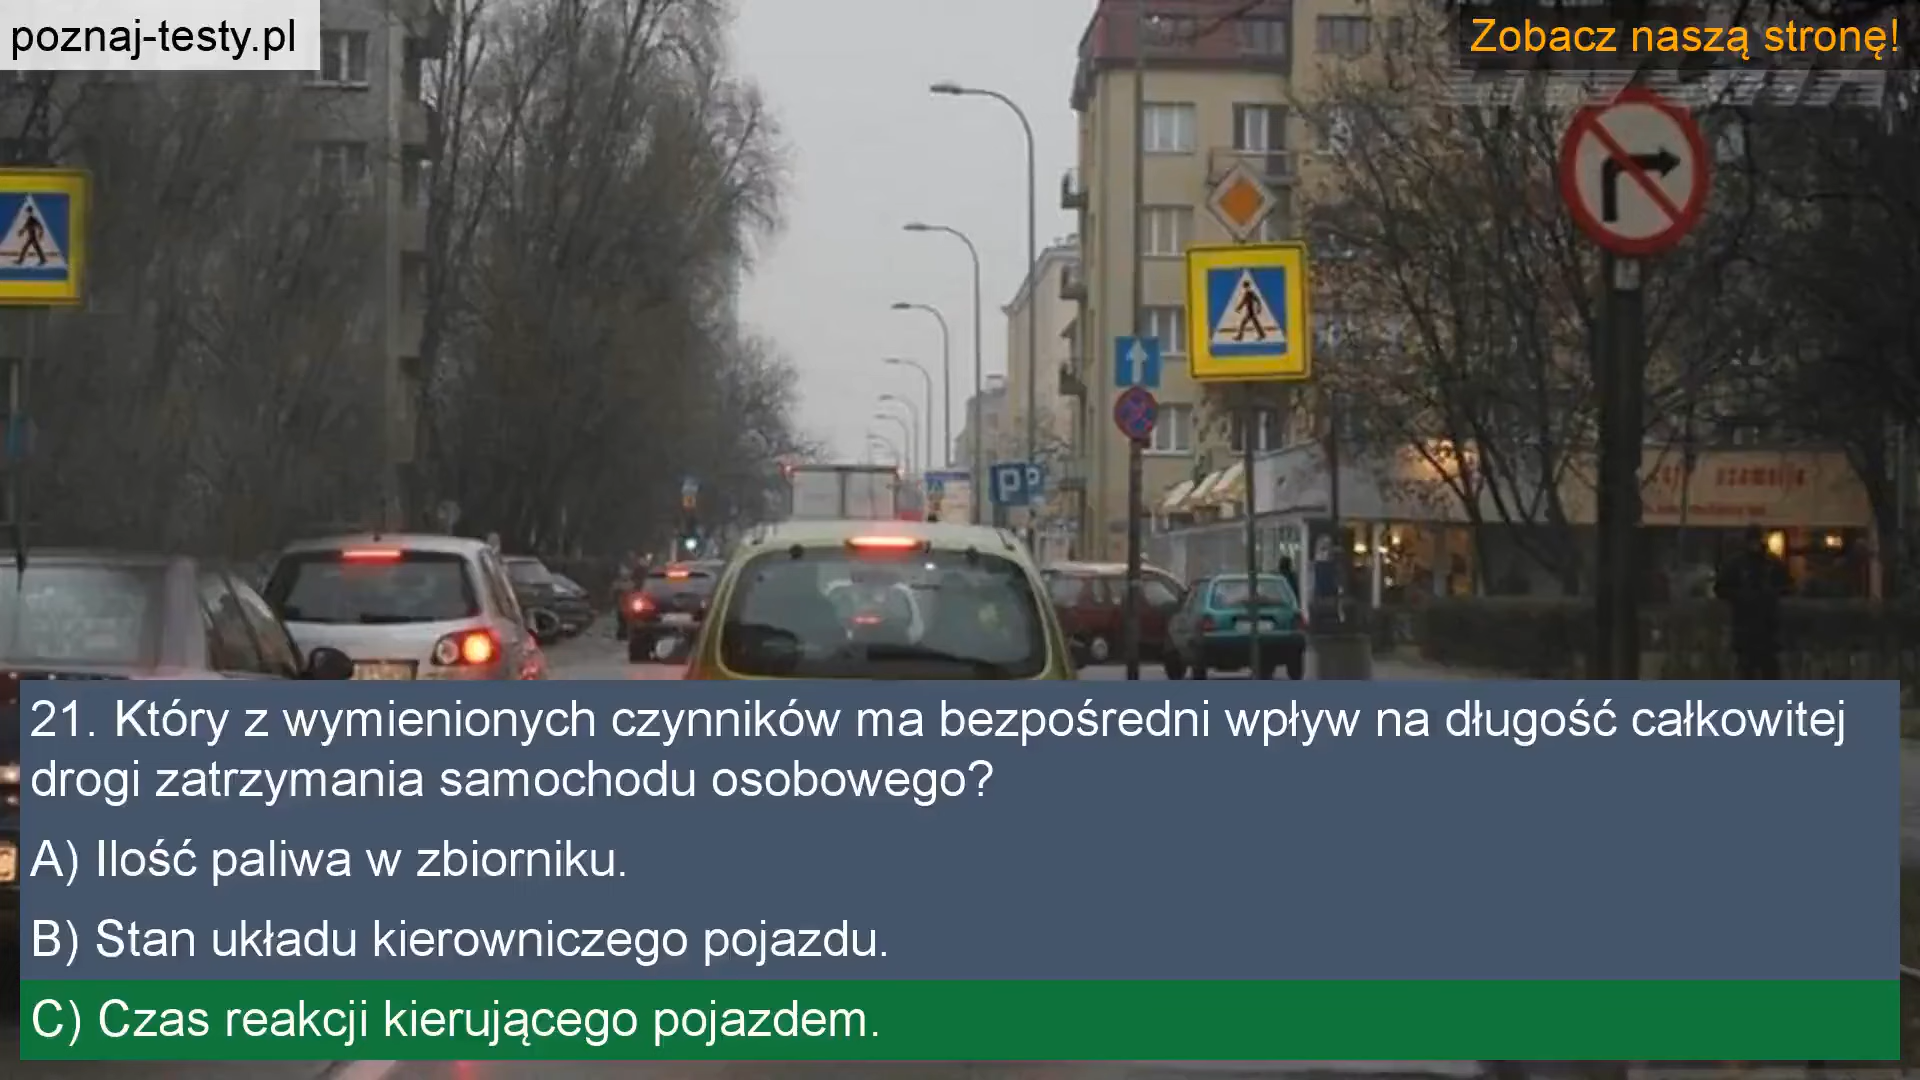 poznaj-testy.pl
Zobacz naszą stronę!
P
P
21. Który z wymienionych czynników ma bezpośredni wpływ na długość całkowitej
drogi zatrzymania samochodu osobowego?
A) Ilość paliwa w zbiorniku.
B) Stan układu kierowniczego pojazdu.
C) Czas reakcji kierującego pojazdem.